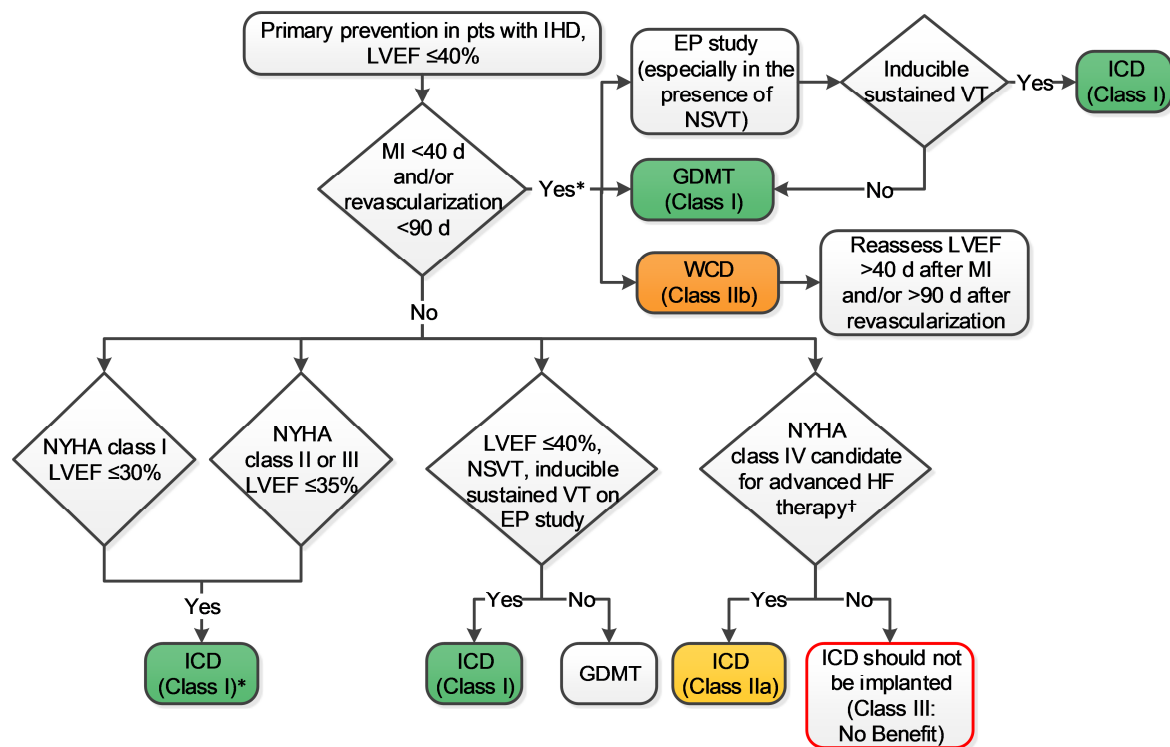 Primary prevention in pts with IHD,
LVEF ≤40%
EP study
(especially in the
presence of
NSVT)
Inducible
sustained VT
Yes
ICD
(Class I)
MI <40 d
and/or
revascularization
<90 d
Yes*
GDMT
(Class I)
No
WCD
(Class IIb)
Reassess LVEF
>40 d after MI
and/or >90 d after
revascularization
No
NYHA class I
LVEF ≤30%
NYHA
class II or III
LVEF ≤35%
LVEF ≤40%,
NSVT, inducible
sustained VT on
EP study
NYHA
class IV candidate
for advanced HF
therapy†
Yes
Yes
No
Yes
No
ICD
(Class I)*
ICD
(Class I)
GDMT
ICD
(Class IIa)
ICD should not
be implanted
(Class III:
No Benefit)